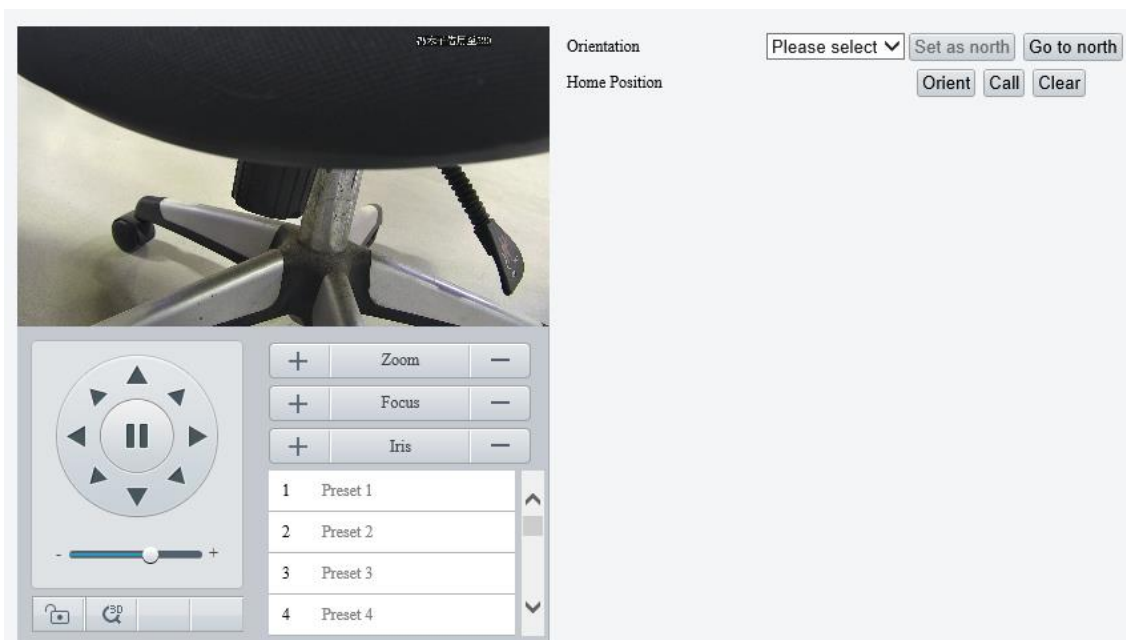 Orientation
Please select
Set as north
Go to north
Home Position
Orient
Call
Clear
+ Zoom −
+ Focus −
+ Iris −
1 Preset 1
2 Preset 2
3 Preset 3
4 Preset 4
- +
3D